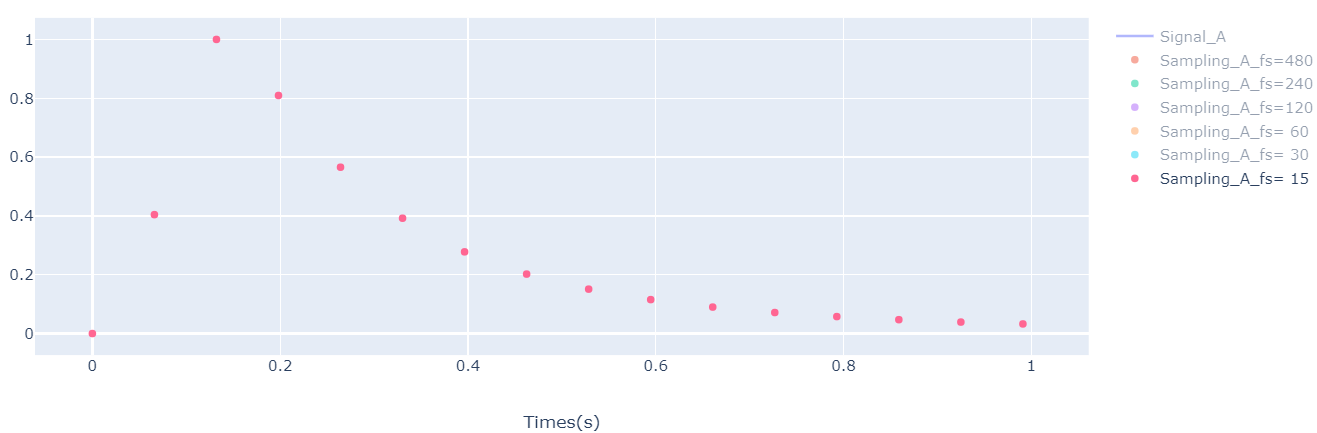 1
0.8
0.6
0.4
0.2
0
0 0.2 0.4 0.6 0.8 1
Times(s)
Signal_A
Sampling_A_fs=480
Sampling_A_fs=240
Sampling_A_fs=120
Sampling_A_fs= 60
Sampling_A_fs= 30
Sampling_A_fs= 15